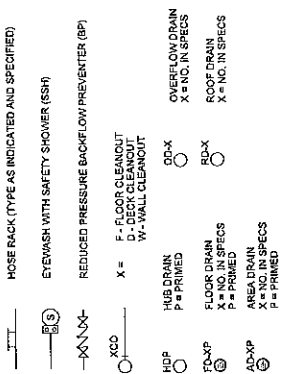 HOSE RACK (TYPE AS INDICATED AND SPECIFIED)
S
EYEWASH WITH SAFETY SHOWER (SSH)
REDUCED PRESSURE BACKFLOW PREVENTER (BP)
XCO
X =
F - FLOOR CLEANOUT
D - DECK CLEANOUT
W - WALL CLEANOUT
HDP
HUB DRAIN
P = PRIMED
OD-X
OVERFLOW DRAIN
X = NO. IN SPECS
FD-XP
FLOOR DRAIN
X = NO. IN SPECS
P = PRIMED
RD-X
ROOF DRAIN
X = NO. IN SPECS
AD-XP
AREA DRAIN
X = NO. IN SPECS
P = PRIMED